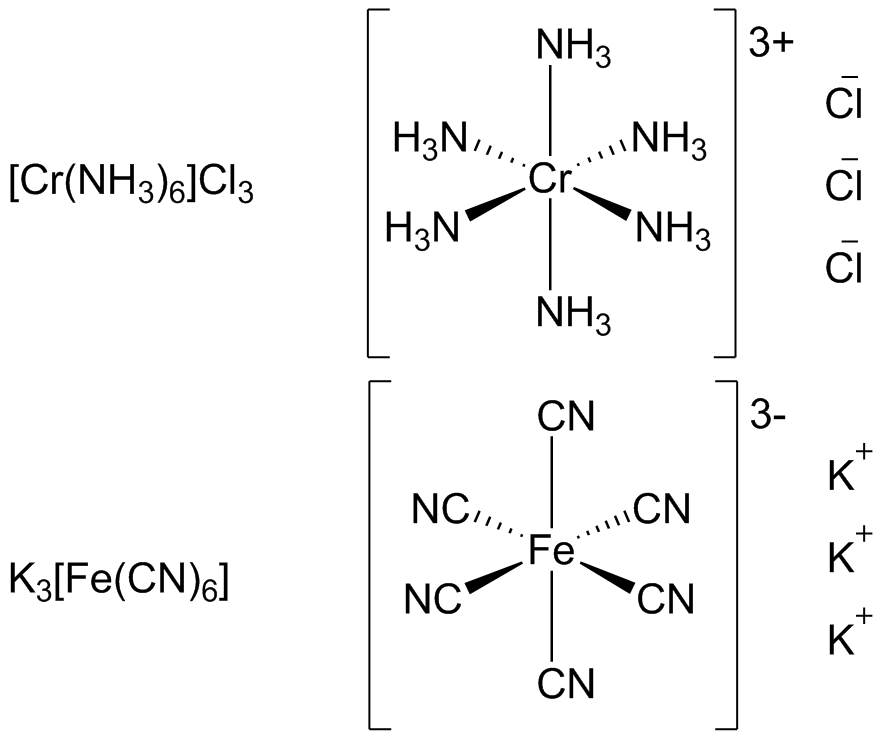 NH₃
3+
Cl⁻
H₃N NH₃
[Cr(NH₃)₆]Cl₃
Cr
Cl⁻
H₃N NH₃
Cl⁻
NH₃
CN
3-
K⁺
NC CN
Fe
K⁺
K₃[Fe(CN)₆]
NC CN
K⁺
CN